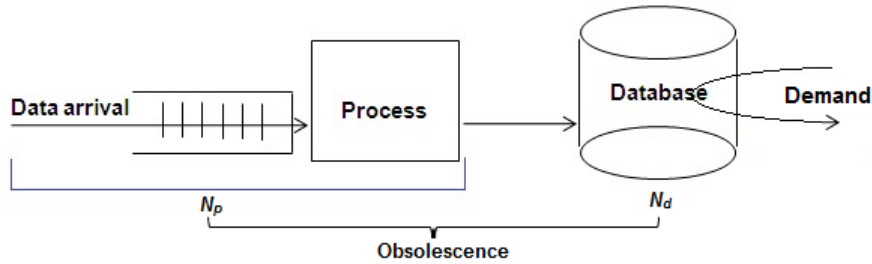 Data arrival
Process
Database
Demand
Np
Nd
Obsolescence